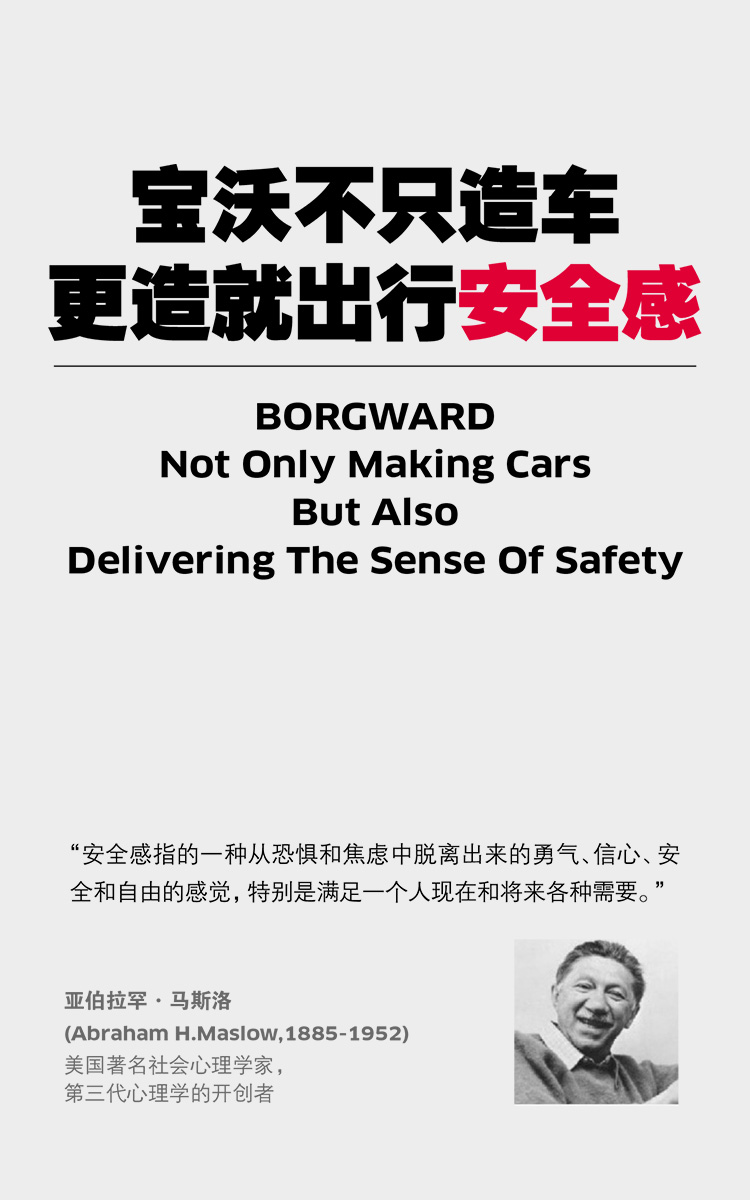 宝沃不只造车
更造就出行安全感
BORGWARD
Not Only Making Cars
But Also
Delivering The Sense Of Safety
“安全感指的一种从恐惧和焦虑中脱离出来的勇气、信心、安
全和自由的感觉，特别是满足一个人现在和将来各种需要。”
亚伯拉罕·马斯洛
(Abraham H.Maslow,1885-1952)
美国著名社会心理学家，
第三代心理学的开创者